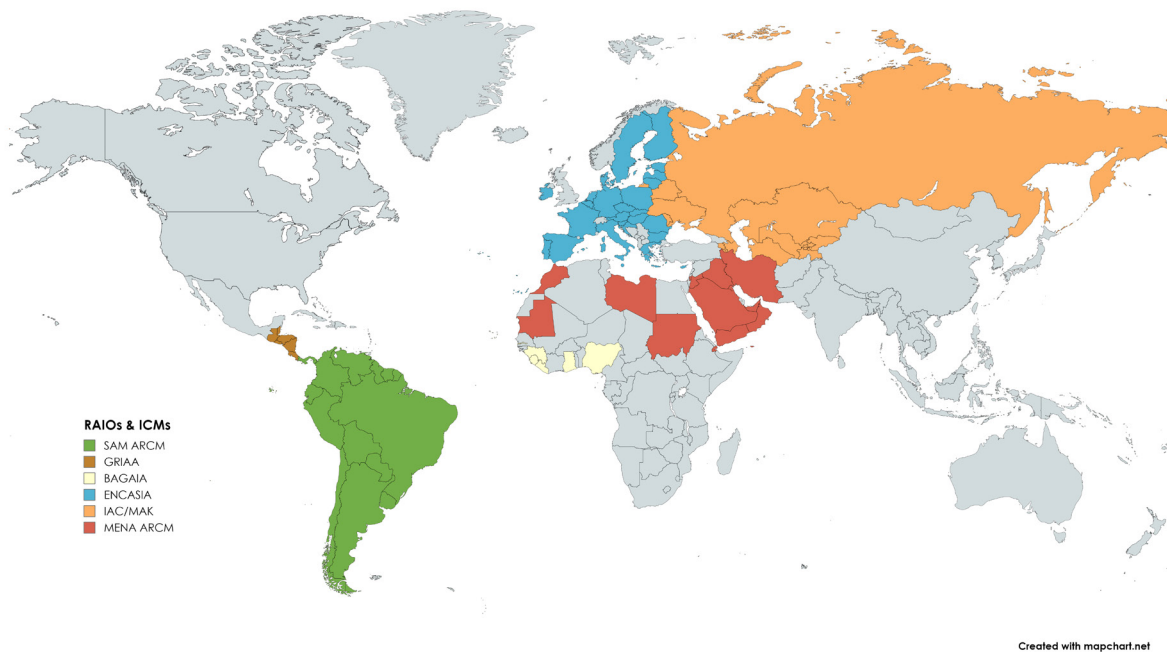 RAIOs & ICMs
SAM ARCM
GRIAA
BAGAIA
ENCASIA
IAC/MAK
MENA ARCM
Created with mapchart.net